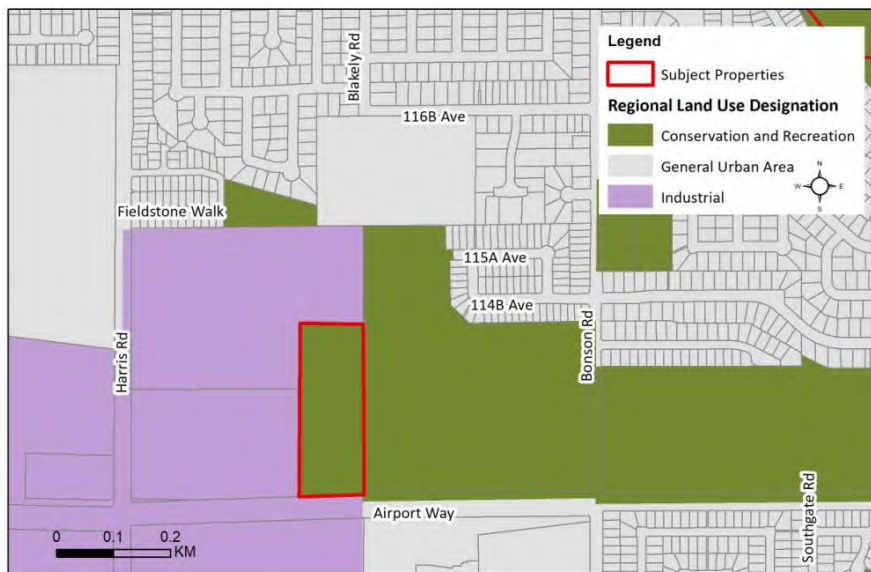 Blakely Rd
116B Ave
Fieldstone Walk
115A Ave
114B Ave
Harris Rd
Bonson Rd
Airport Way
Southgate Rd
0 0.1 0.2
KM
Legend
Subject Properties
Regional Land Use Designation
Conservation and Recreation
General Urban Area
Industrial
N
W E
S